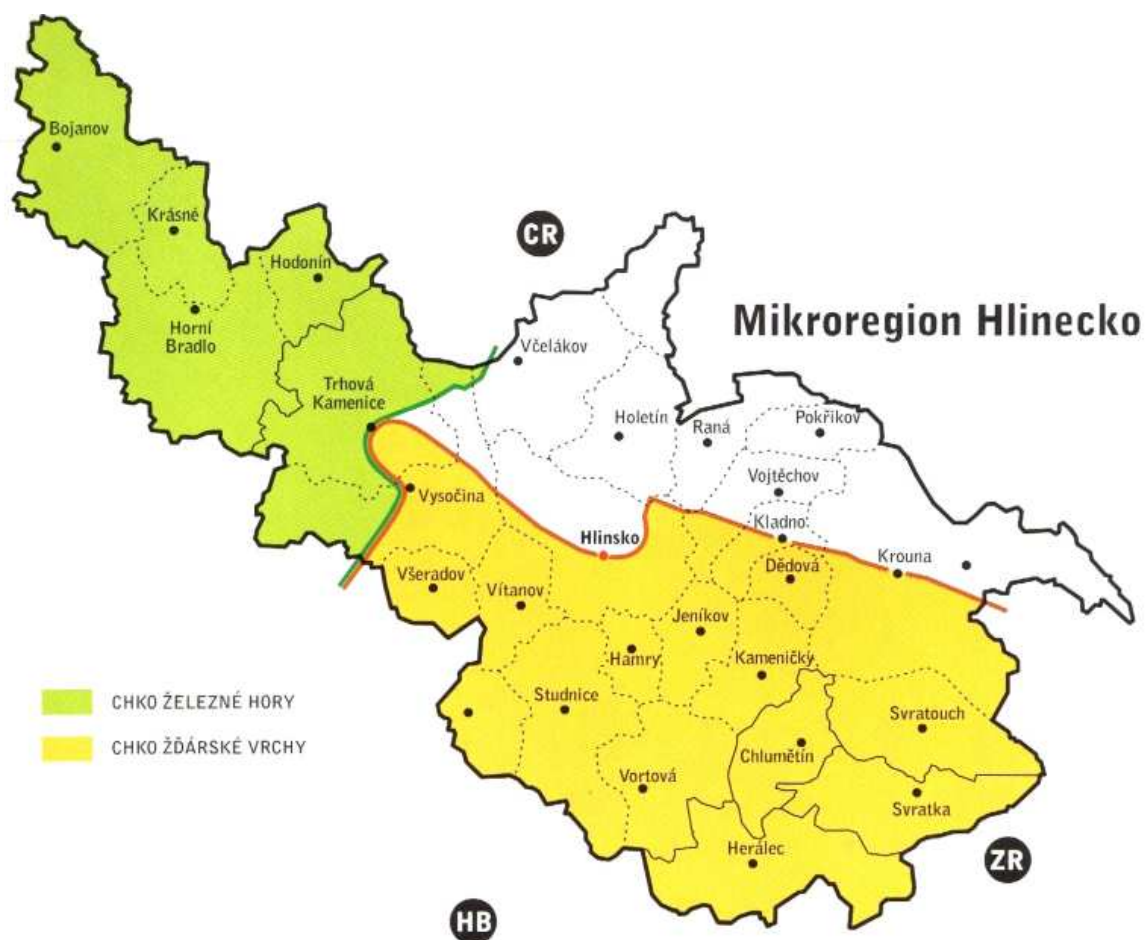 Bojanov
Krásné
CR
Hodonín
Mikroregion Hlinecko
Horní
Bradlo
Včelákov
Trhová
Kamenice
Holetín
Raná
Pokřikov
Vojtěchov
Vysočina
Kladno
Hlinsko
Krouna
Dědová
Všeradov
Vítanov
Jeníkov
Hamry
Kameničky
CHKO ŽELEZNÉ HORY
Studnice
Svratouch
CHKO ŽĎÁRSKÉ VRCHY
Chlumětín
Vortová
Svratka
Herálec
ZR
HB